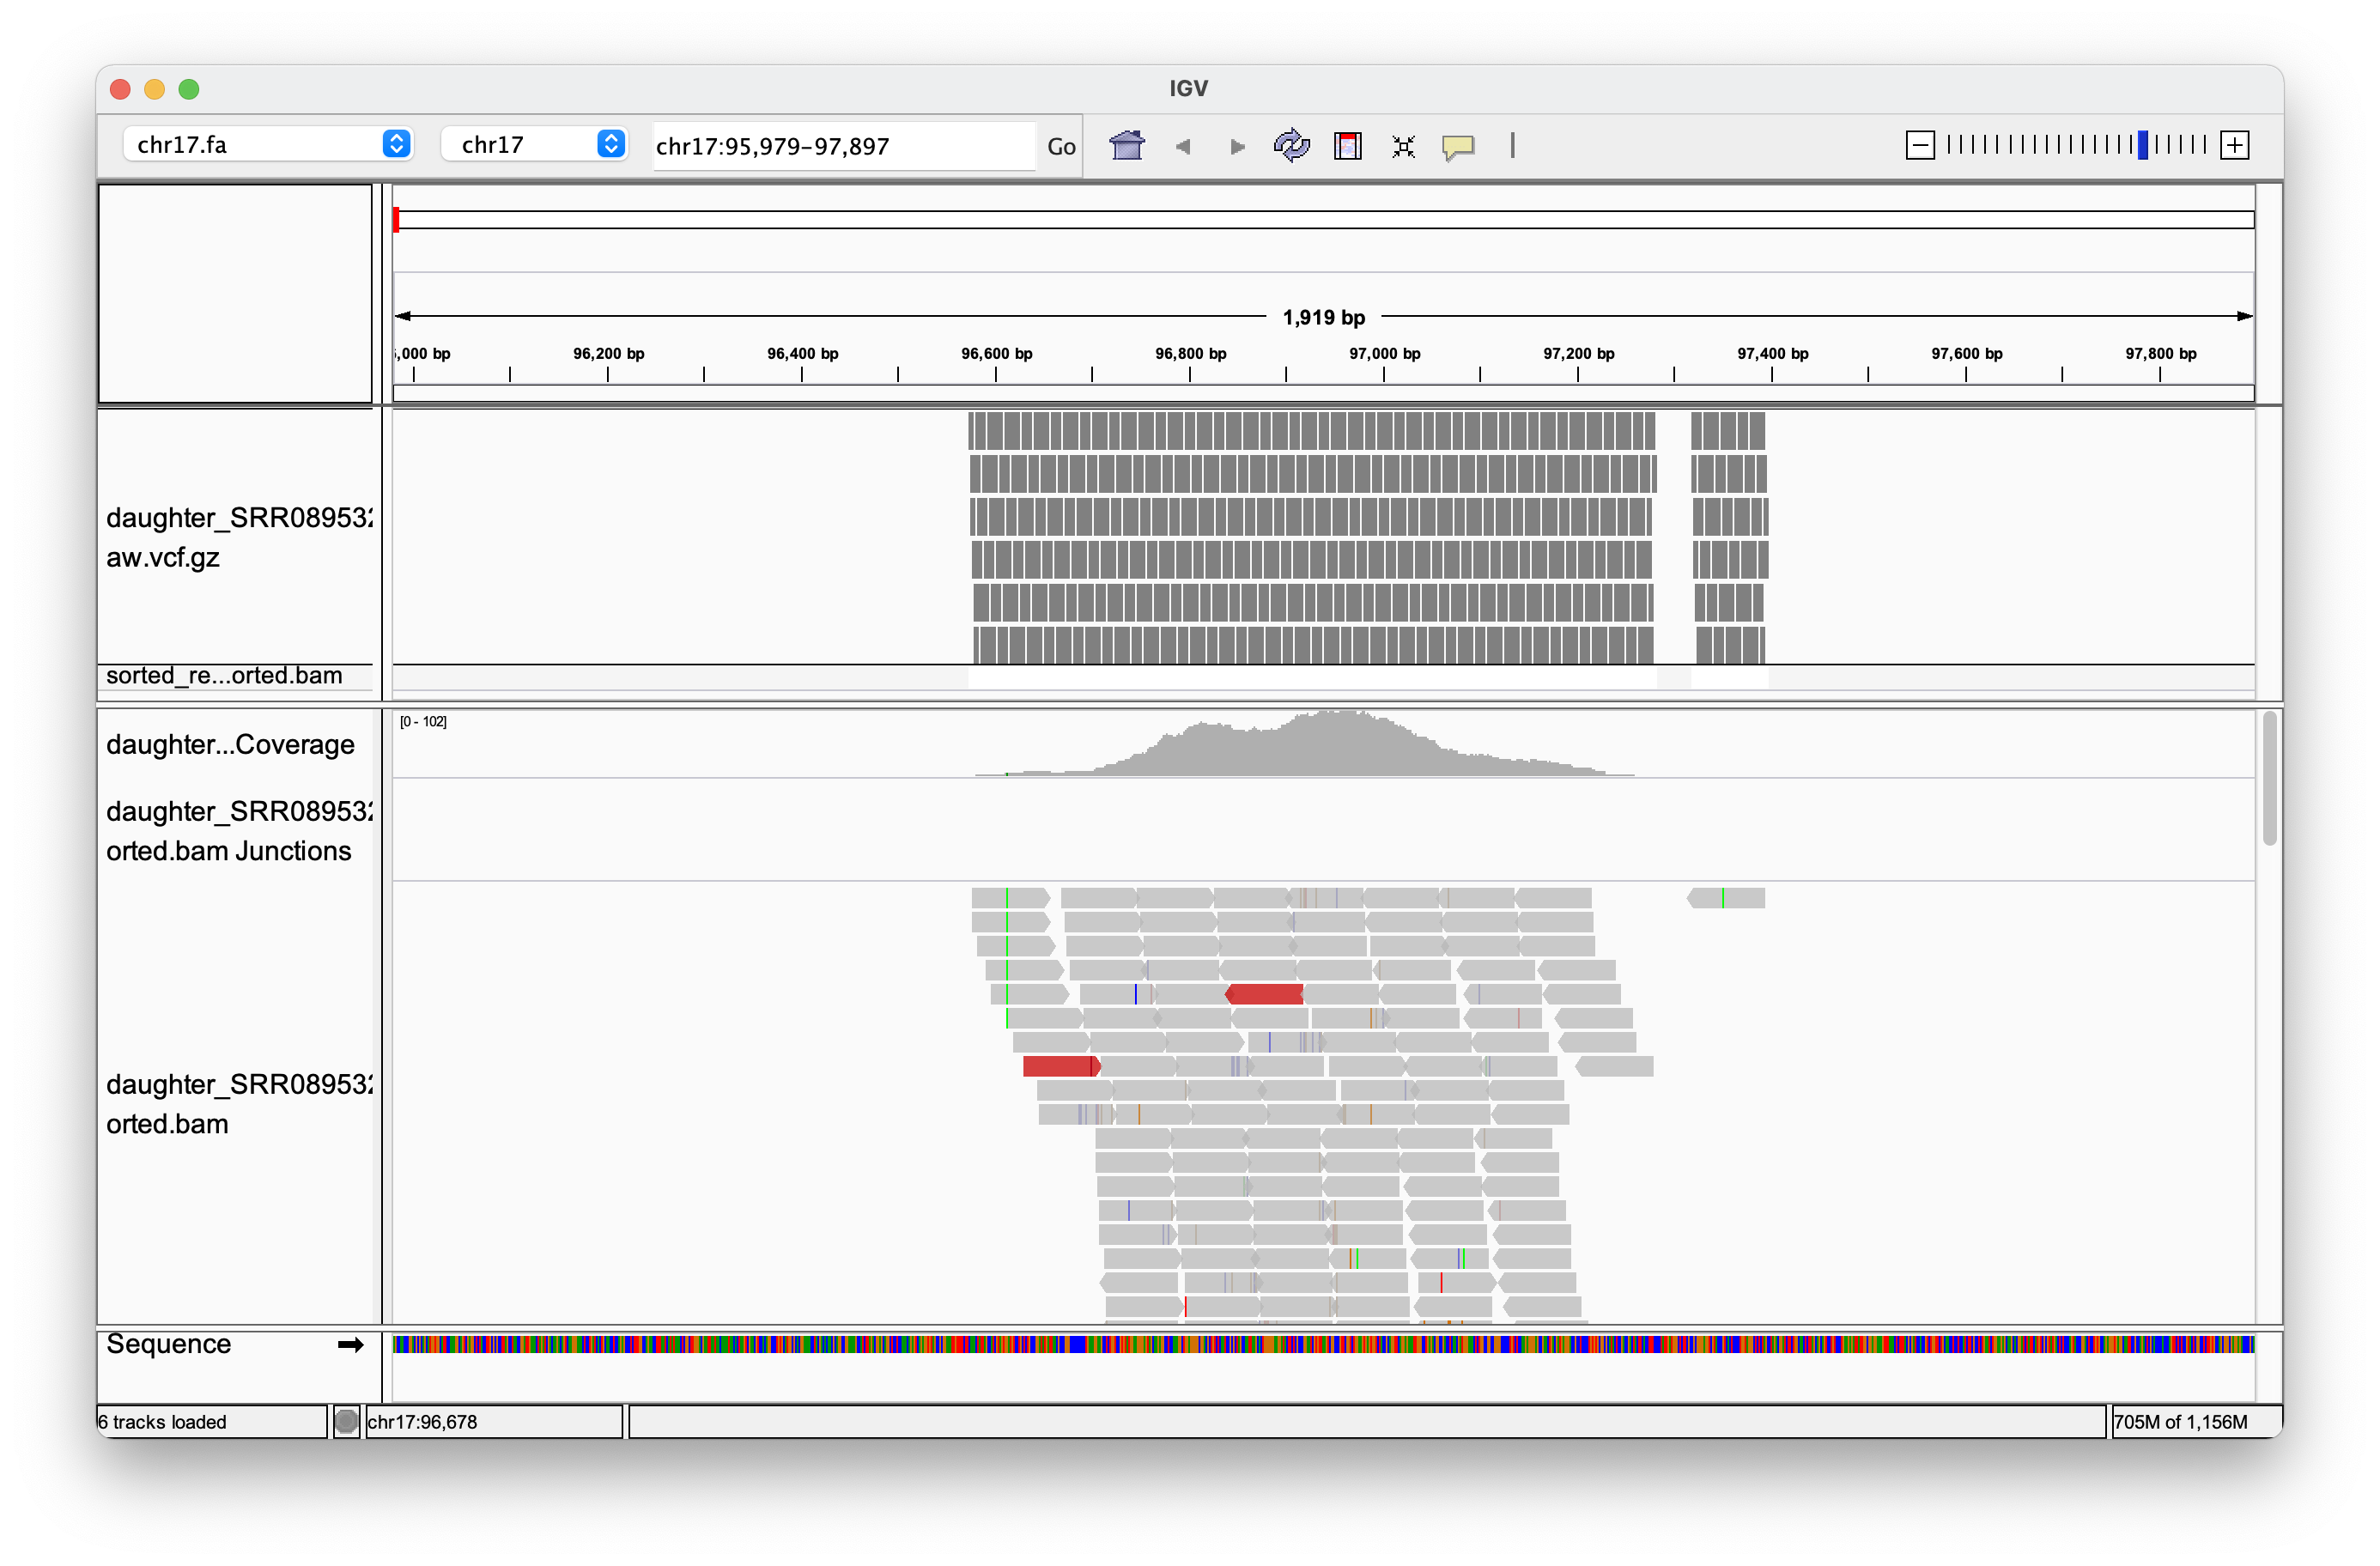 IGV
chr17.fa chr17 chr17:95,979-97,897 Go
1,919 bp
,000 bp 96,200 bp 96,400 bp 96,600 bp 96,800 bp 97,000 bp 97,200 bp 97,400 bp 97,600 bp 97,800 bp
daughter_SRR089532
aw.vcf.gz
sorted_re...orted.bam
[0 - 102]
daughter...Coverage
daughter_SRR089532
orted.bam Junctions
daughter_SRR089532
orted.bam
Sequence
6 tracks loaded chr17:96,678 705M of 1,156M